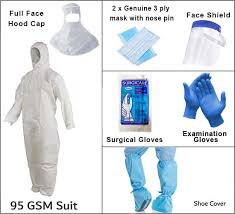 Full Face
Hood Cap
2 x Genuine 3 ply
mask with nose pin
Face Shield
SURGICARE
Surgical Gloves
Examination
Gloves
95 GSM Suit
Shoe Cover